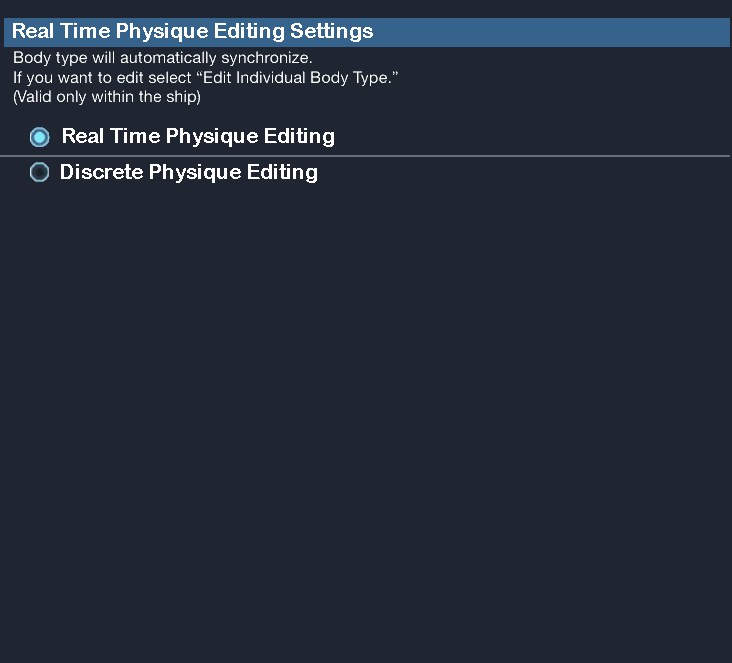 Real Time Physique Editing Settings
Body type will automatically synchronize.
If you want to edit select “Edit Individual Body Type.”
(Valid only within the ship)
Real Time Physique Editing
Discrete Physique Editing